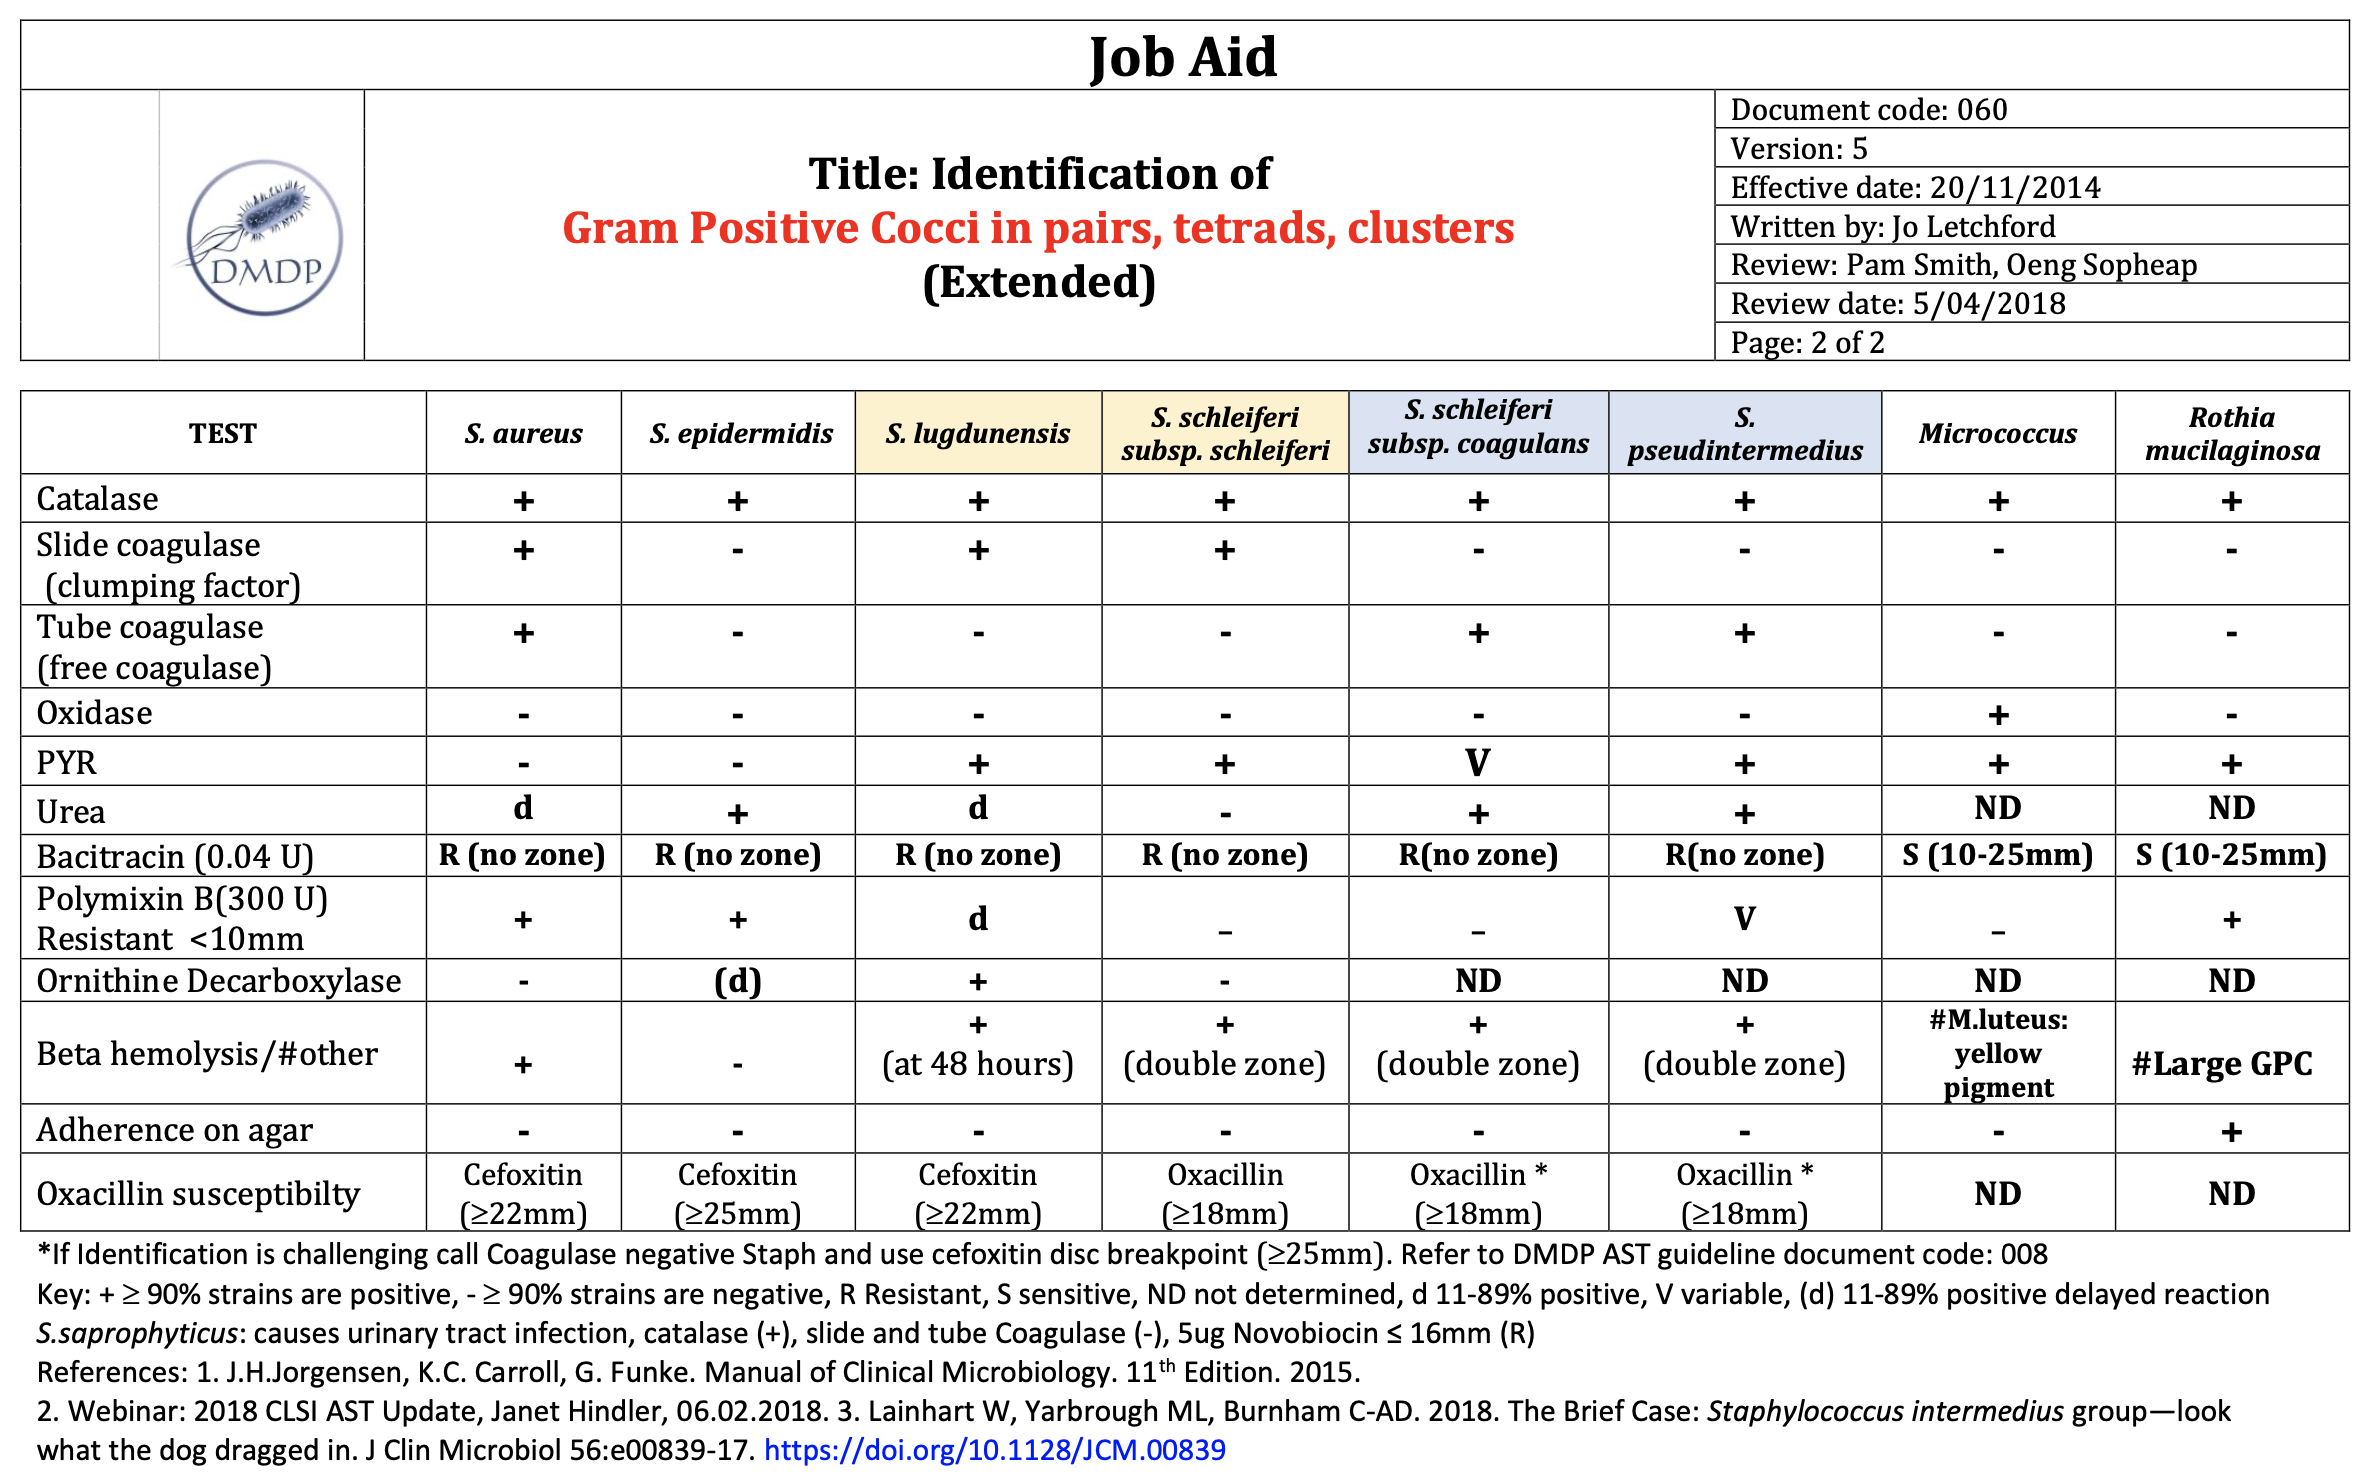 Job Aid
DMDP
Title: Identification of
Gram Positive Cocci in pairs, tetrads, clusters
(Extended)
Document code: 060
Version: 5
Effective date: 20/11/2014
Written by: Jo Letchford
Review: Pam Smith, Oeng Sopheap
Review date: 5/04/2018
Page: 2 of 2
TEST S. aureus S. epidermidis S. lugdunensis S. schleiferi subsp. schleiferi S. schleiferi subsp. coagulans S. pseudintermedius Micrococcus Rothia mucilaginosa
Catalase + + + + + + + +
Slide coagulase (clumping factor) + - + + - - - -
Tube coagulase (free coagulase) + - - - + + - -
Oxidase - - - - - - + -
PYR - - + + V + + +
Urea d + d - + + ND ND
Bacitracin (0.04 U) R (no zone) R (no zone) R (no zone) R (no zone) R(no zone) R(no zone) S (10-25mm) S (10-25mm)
Polymixin B(300 U) Resistant <10mm + + d – – V – +
Ornithine Decarboxylase - (d) + - ND ND ND ND
Beta hemolysis/#other + - + (at 48 hours) + (double zone) + (double zone) + (double zone) #M.luteus: yellow pigment #Large GPC
Adherence on agar - - - - - - - +
Oxacillin susceptibilty Cefoxitin (≥22mm) Cefoxitin (≥25mm) Cefoxitin (≥22mm) Oxacillin (≥18mm) Oxacillin * (≥18mm) Oxacillin * (≥18mm) ND ND
*If Identification is challenging call Coagulase negative Staph and use cefoxitin disc breakpoint (≥25mm). Refer to DMDP AST guideline document code: 008
Key: + ≥ 90% strains are positive, - ≥ 90% strains are negative, R Resistant, S sensitive, ND not determined, d 11-89% positive, V variable, (d) 11-89% positive delayed reaction
S.saprophyticus: causes urinary tract infection, catalase (+), slide and tube Coagulase (-), 5ug Novobiocin ≤ 16mm (R)
References: 1. J.H.Jorgensen, K.C. Carroll, G. Funke. Manual of Clinical Microbiology. 11th Edition. 2015.
2. Webinar: 2018 CLSI AST Update, Janet Hindler, 06.02.2018. 3. Lainhart W, Yarbrough ML, Burnham C-AD. 2018. The Brief Case: Staphylococcus intermedius group—look
what the dog dragged in. J Clin Microbiol 56:e00839-17. https://doi.org/10.1128/JCM.00839